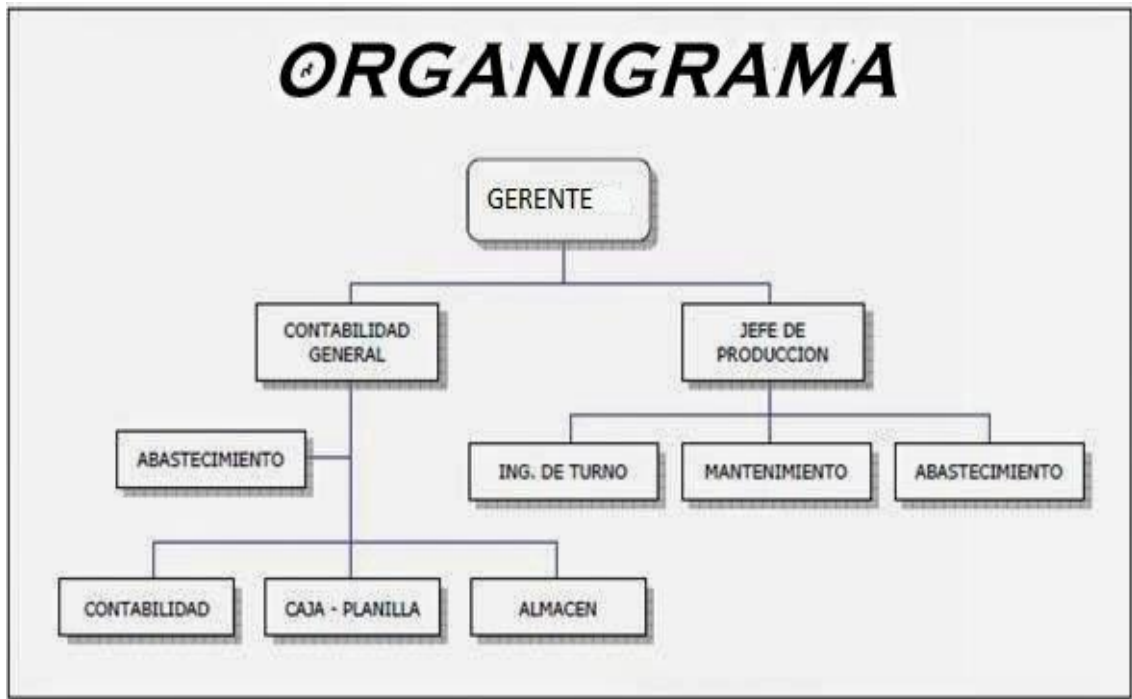 ORGANIGRAMA
GERENTE
CONTABILIDAD
GENERAL
JEFE DE
PRODUCCION
ABASTECIMIENTO
ING. DE TURNO
MANTENIMIENTO
ABASTECIMIENTO
CONTABILIDAD
CAJA - PLANILLA
ALMACEN